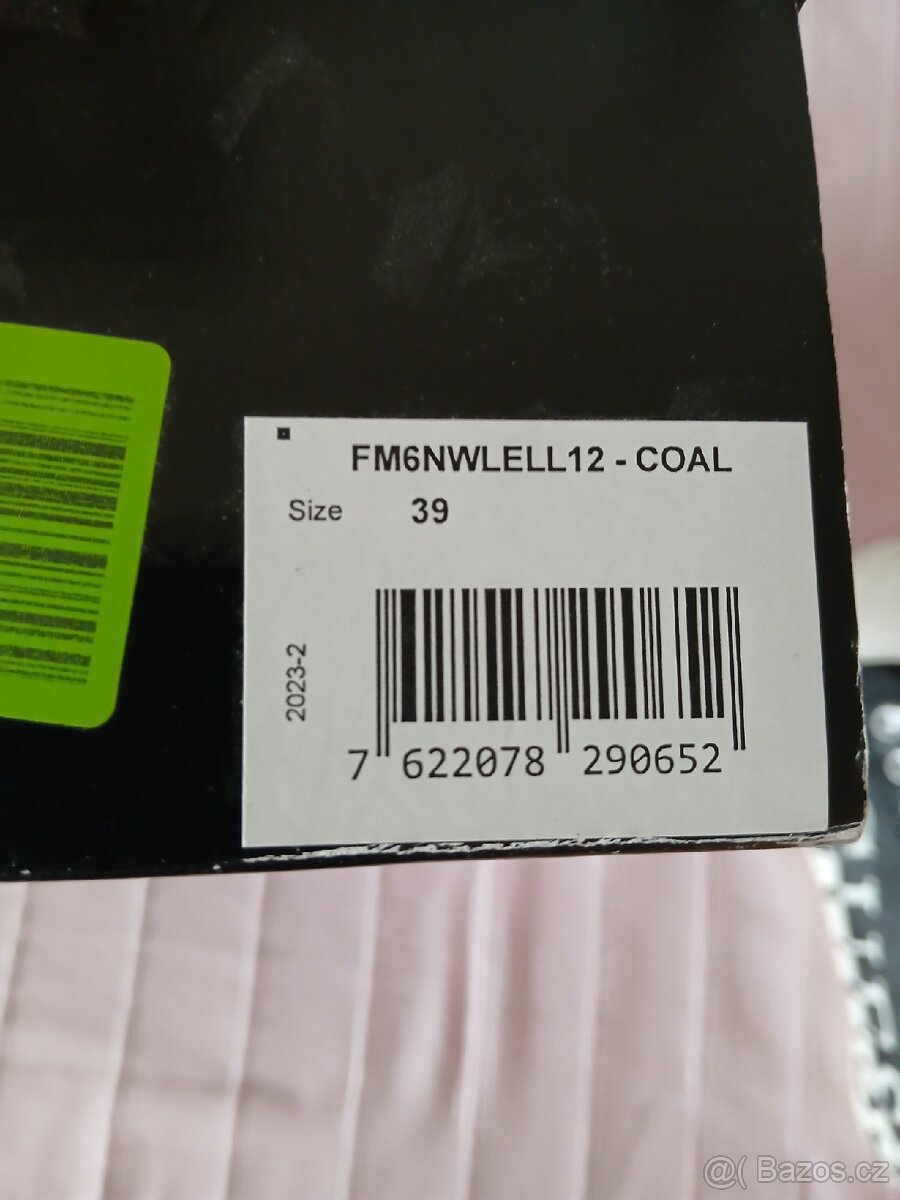 FM6NWLELL12 - COAL
Size 39
2023-2
7 622078 290652
@( Bazos.cz